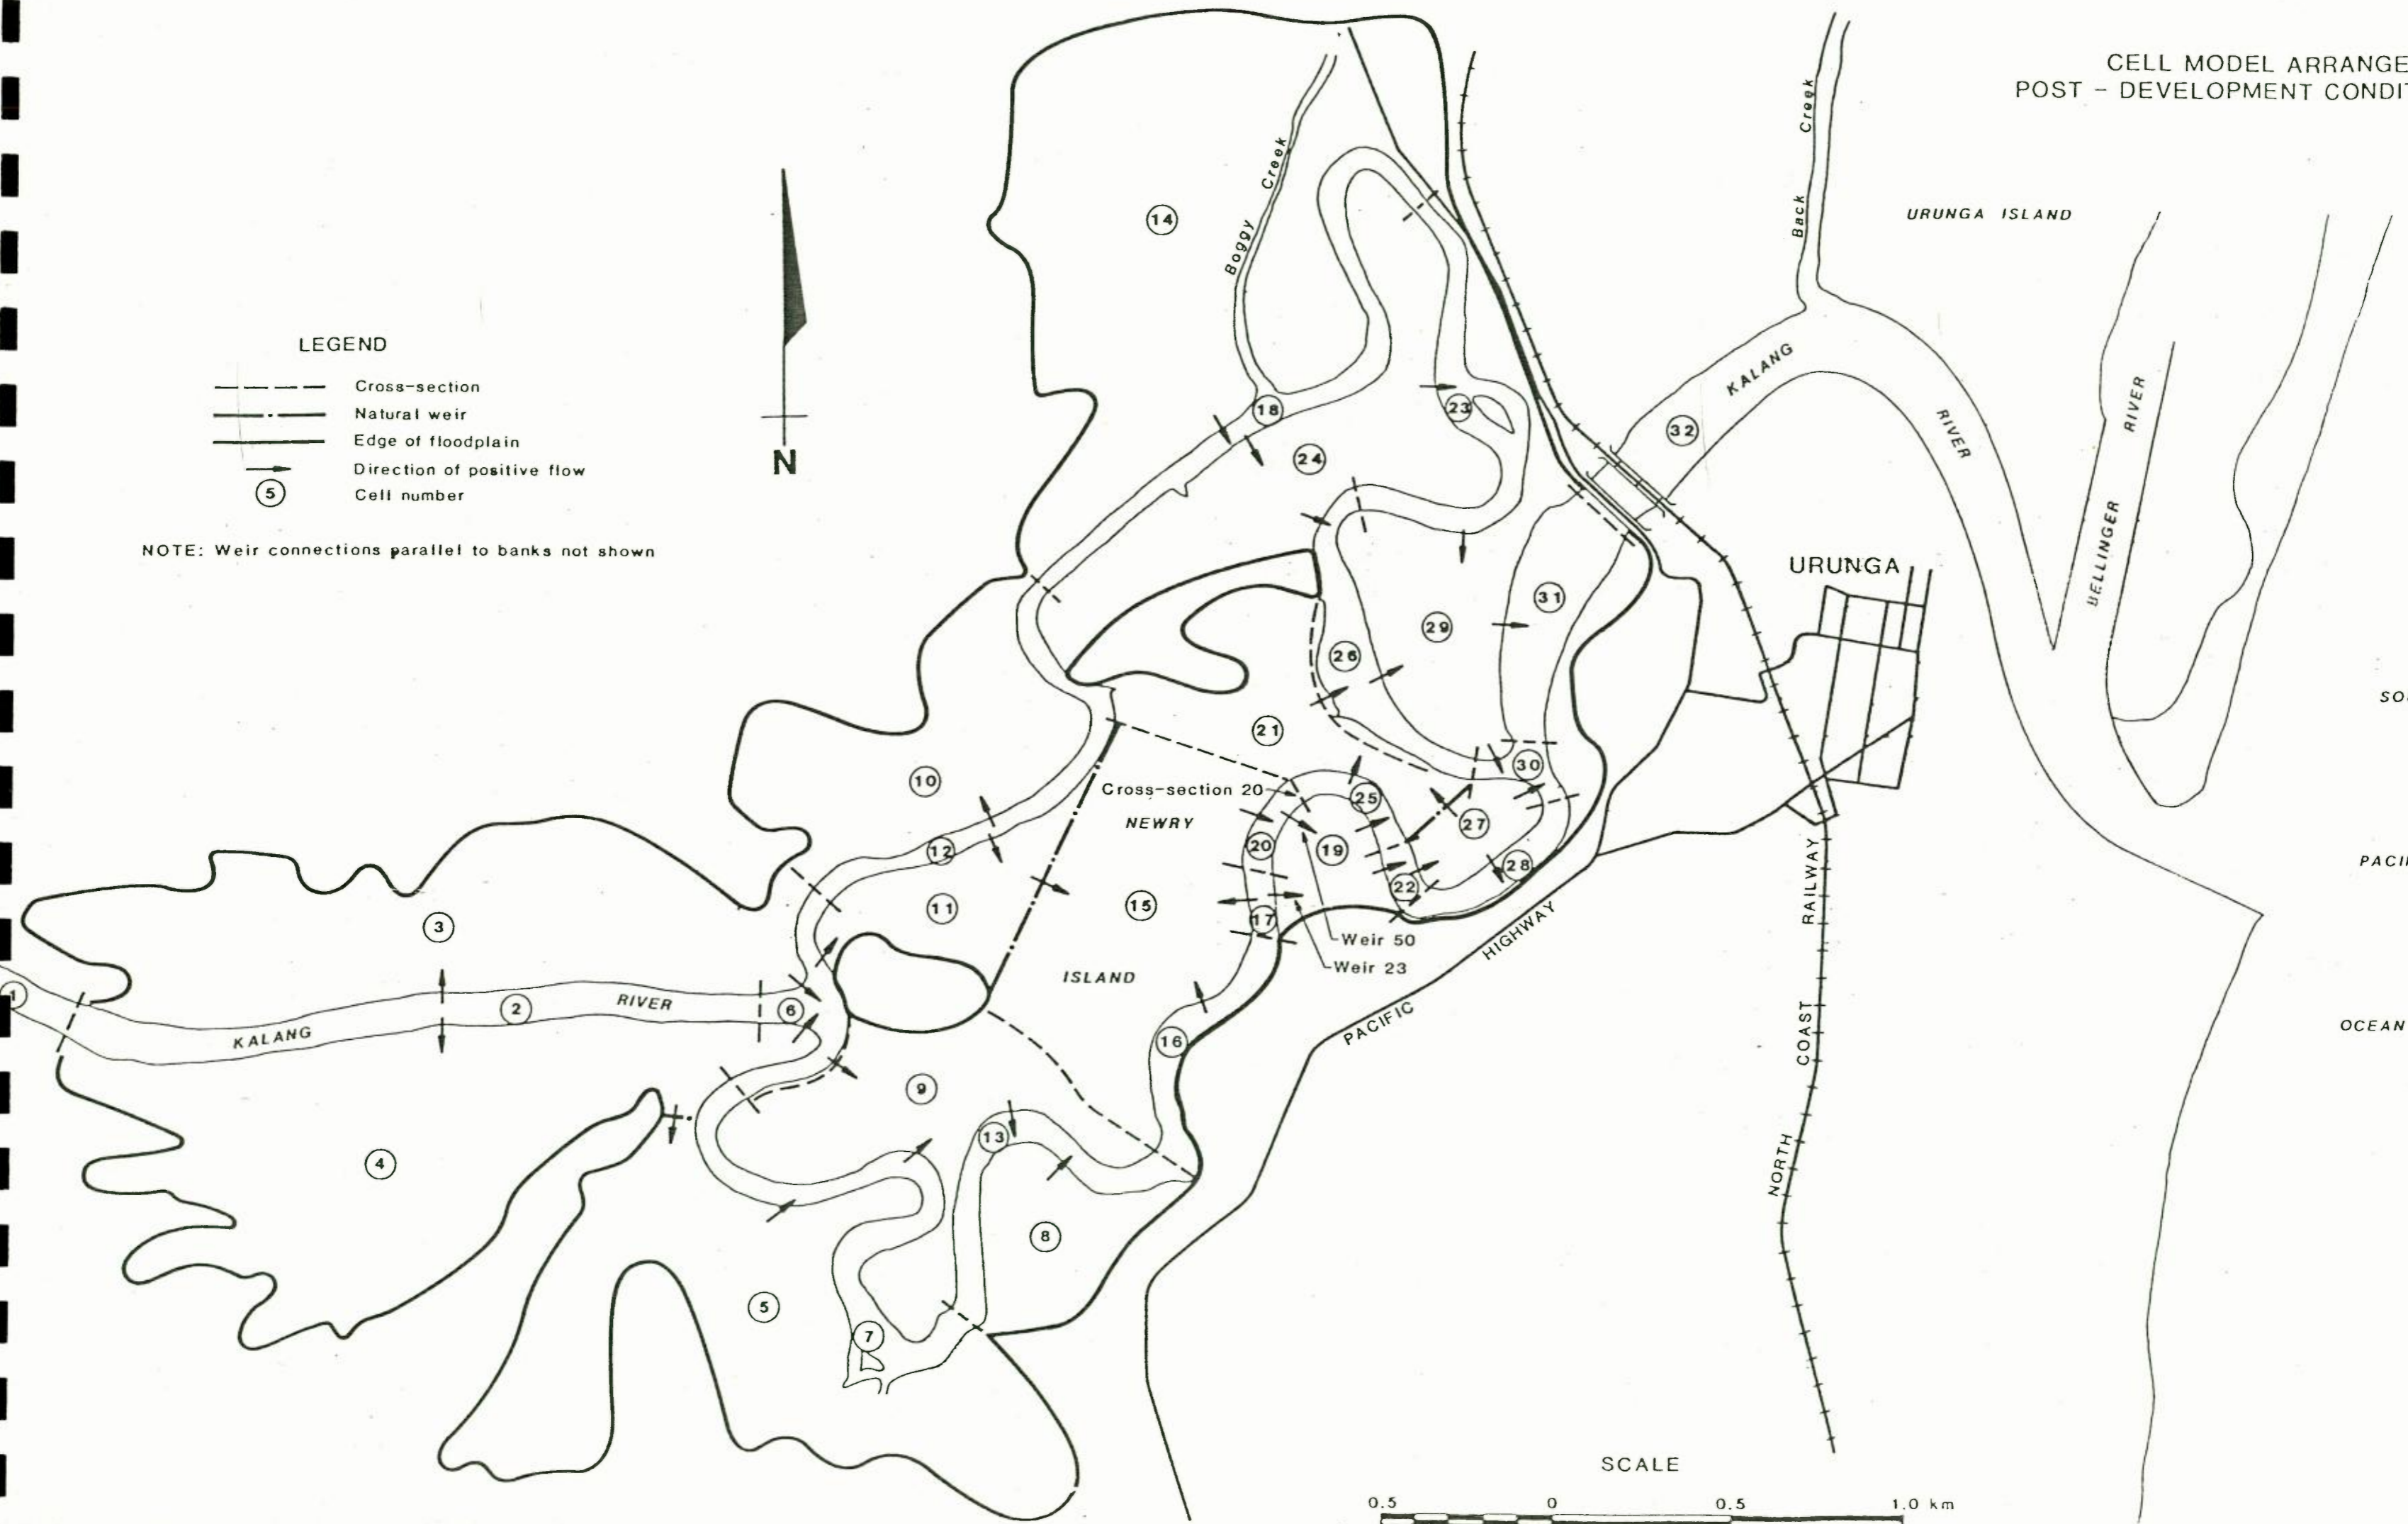 CELL MODEL ARRANGE
POST - DEVELOPMENT CONDIT
Back Creek
URUNGA ISLAND
Boggy Creek
14
LEGEND
Cross-section
Natural weir
Edge of floodplain
Direction of positive flow
5 Cell number
NOTE: Weir connections parallel to banks not shown
N
18
23
24
32
KALANG
RIVER
BELLINGER RIVER
URUNGA
31
29
26
SO
21
10
30
Cross-section 20
25
NEWRY
27
12
20
19
28
22
PACI
11
15
17
3
Weir 50
Weir 23
ISLAND
PACIFIC HIGHWAY
NORTH COAST RAILWAY
1
2
RIVER
6
KALANG
16
OCEAN
9
13
4
8
5
7
SCALE
0.5 0 0.5 1.0 km